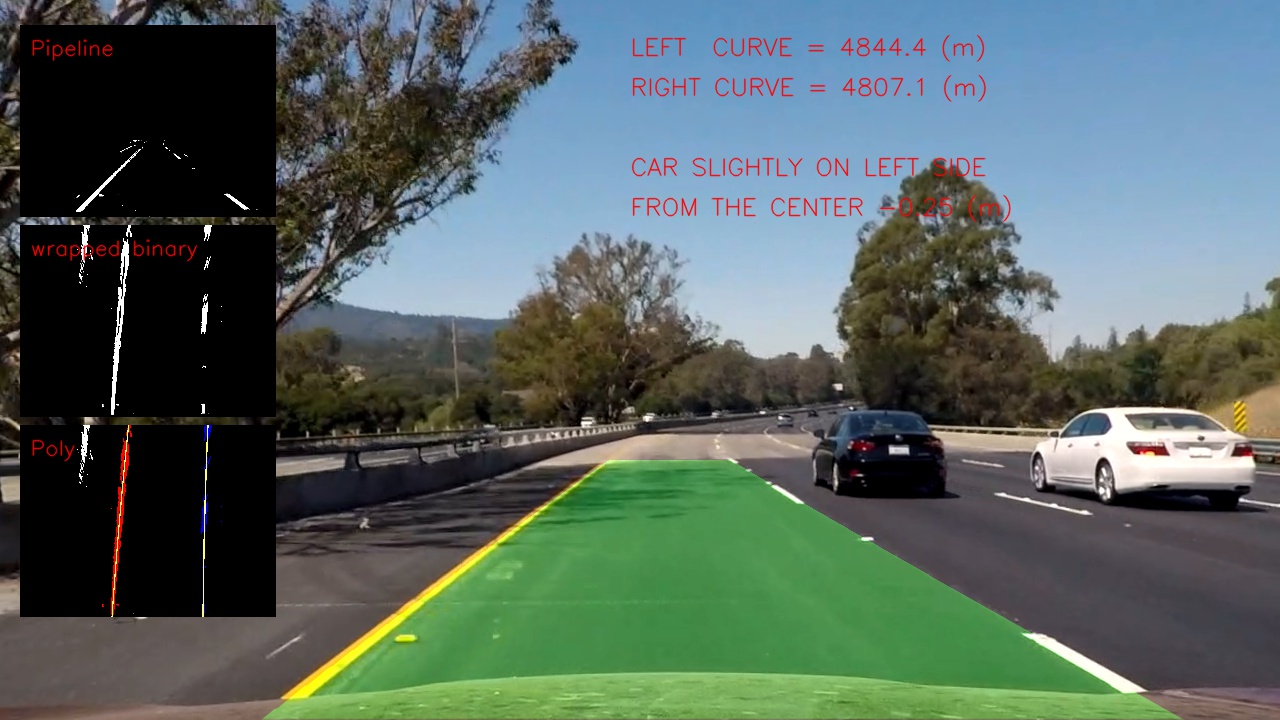 Pipeline
wrapped binary
Poly
LEFT CURVE = 4844.4 (m)
RIGHT CURVE = 4807.1 (m)
CAR SLIGHTLY ON LEFT SIDE
FROM THE CENTER -0.25 (m)